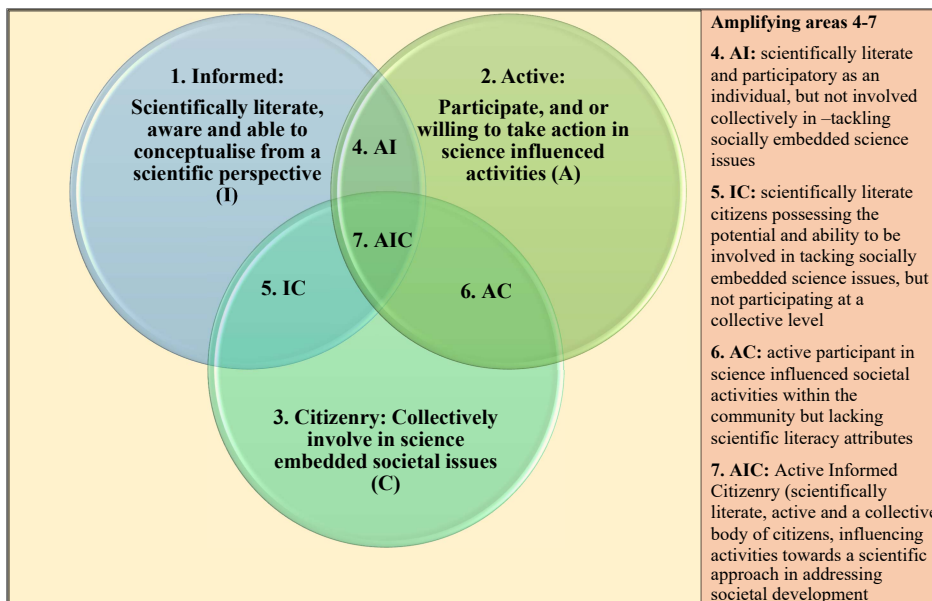 1. Informed:
Scientifically literate,
aware and able to
conceptualise from a
scientific perspective
(I)
2. Active:
Participate, and or
willing to take action in
science influenced
activities (A)
4. AI
7. AIC
5. IC
6. AC
3. Citizenry: Collectively
involve in science
embedded societal issues
(C)
Amplifying areas 4-7
4. AI: scientifically literate
and participatory as an
individual, but not involved
collectively in –tackling
socially embedded science
issues
5. IC: scientifically literate
citizens possessing the
potential and ability to be
involved in tacking socially
embedded science issues, but
not participating at a
collective level
6. AC: active participant in
science influenced societal
activities within the
community but lacking
scientific literacy attributes
7. AIC: Active Informed
Citizenry (scientifically
literate, active and a collective
body of citizens, influencing
activities towards a scientific
approach in addressing
societal development